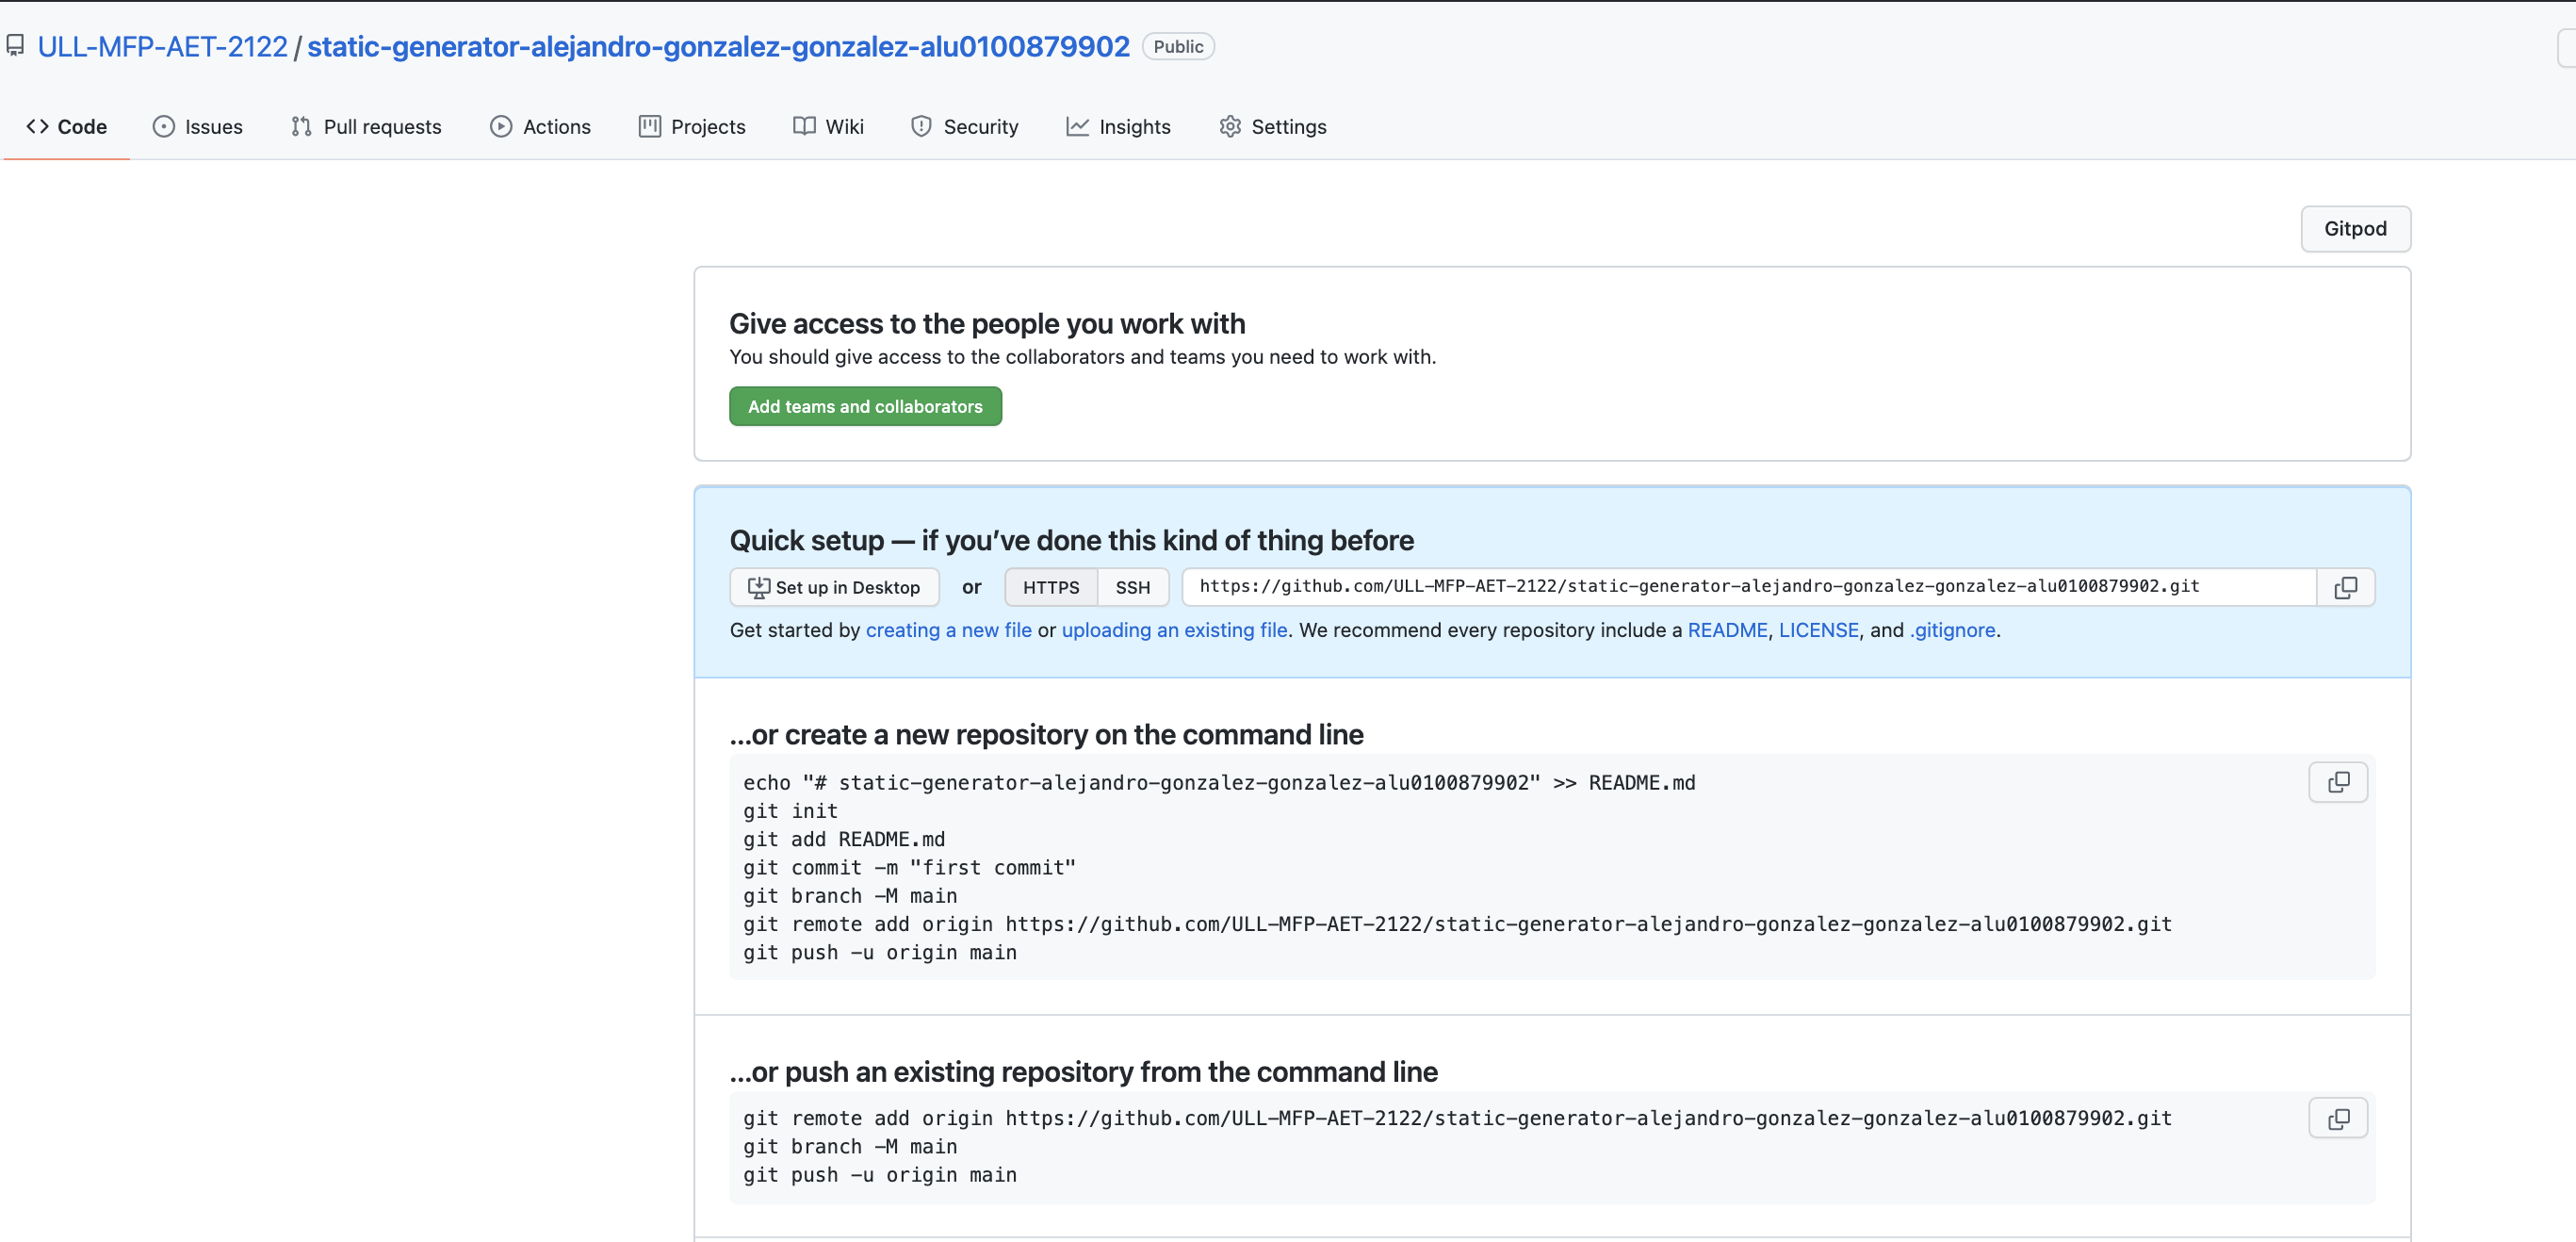 ULL-MFP-AET-2122 / static-generator-alejandro-gonzalez-gonzalez-alu0100879902 Public
Code Issues Pull requests Actions Projects Wiki Security Insights Settings
Gitpod
Give access to the people you work with
You should give access to the collaborators and teams you need to work with.
Add teams and collaborators
Quick setup — if you’ve done this kind of thing before
Set up in Desktop or HTTPS SSH https://github.com/ULL-MFP-AET-2122/static-generator-alejandro-gonzalez-gonzalez-alu0100879902.git
Get started by creating a new file or uploading an existing file. We recommend every repository include a README, LICENSE, and .gitignore.
…or create a new repository on the command line
echo "# static-generator-alejandro-gonzalez-gonzalez-alu0100879902" >> README.md
git init
git add README.md
git commit -m "first commit"
git branch -M main
git remote add origin https://github.com/ULL-MFP-AET-2122/static-generator-alejandro-gonzalez-gonzalez-alu0100879902.git
git push -u origin main
…or push an existing repository from the command line
git remote add origin https://github.com/ULL-MFP-AET-2122/static-generator-alejandro-gonzalez-gonzalez-alu0100879902.git
git branch -M main
git push -u origin main